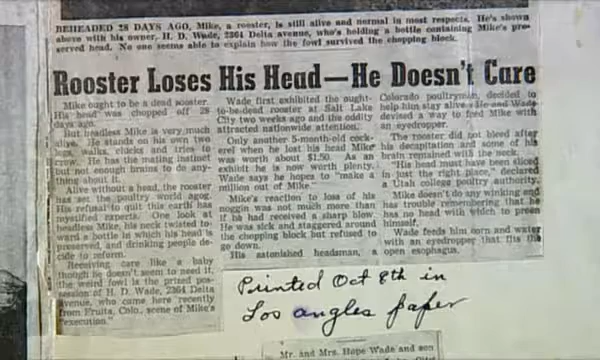 BEHEADED 28 DAYS AGO, Mike, a rooster, is still alive and normal in most respects. He's shown
above with his owner, H. D. Wade, 2364 Delta avenue, who's holding a bottle containing Mike's pre-
served head. No one seems able to explain how the fowl survived the chopping block.
Rooster Loses His Head—He Doesn't Care
Mike ought to be a dead rooster.
His head was chopped off 28
days ago.
But headless Mike is very much
alive. He stands on his own two
legs, walks, clucks and tries to
crow. He has the mating instinct
but not enough brains to do any-
thing about it.
Alive without a head, the rooster
has set the poultry world agog.
His refusal to quit this earth has
mystified experts. One look at
headless Mike, his neck twisted to-
ward a bottle in which his head is
preserved, and drinking people de-
cide to reform.
Receiving care like a baby
though he doesn't seem to need it,
the weird fowl is the prized pos-
session of H. D. Wade, 2364 Delta
avenue, who came here recently
from Fruita, Colo., scene of Mike's
"execution."
Wade first exhibited the ought-
to-be-dead rooster at Salt Lake
City two weeks ago and the oddity
attracted nationwide attention.
Only another 5-month-old cock-
erel when he lost his head Mike
was worth about $1.50. As an
exhibit he is now worth plenty.
Wade says he hopes to "make a
million out of Mike."
Mike's reaction to loss of his
noggin was not much more than
if he had received a sharp blow.
He was sick and staggered around
the chopping block but refused to
go down.
His astonished headsman, a
Colorado poultryman, decided to
help him stay alive. He and Wade
devised a way to feed Mike with
an eyedropper.
The rooster did not bleed after
his decapitation and some of his
brain remained with the neck.
"His head must have been sliced
in just the right place," declared
a Utah college poultry authority.
Mike doesn't do any winking and
has trouble remembering that he
has no head with which to preen
himself.
Wade feeds him corn and water
with an eyedropper that fits the
open esophagus.
Printed Oct 8th in
Los angles paper
Mr. and Mrs. Hope Wade and son